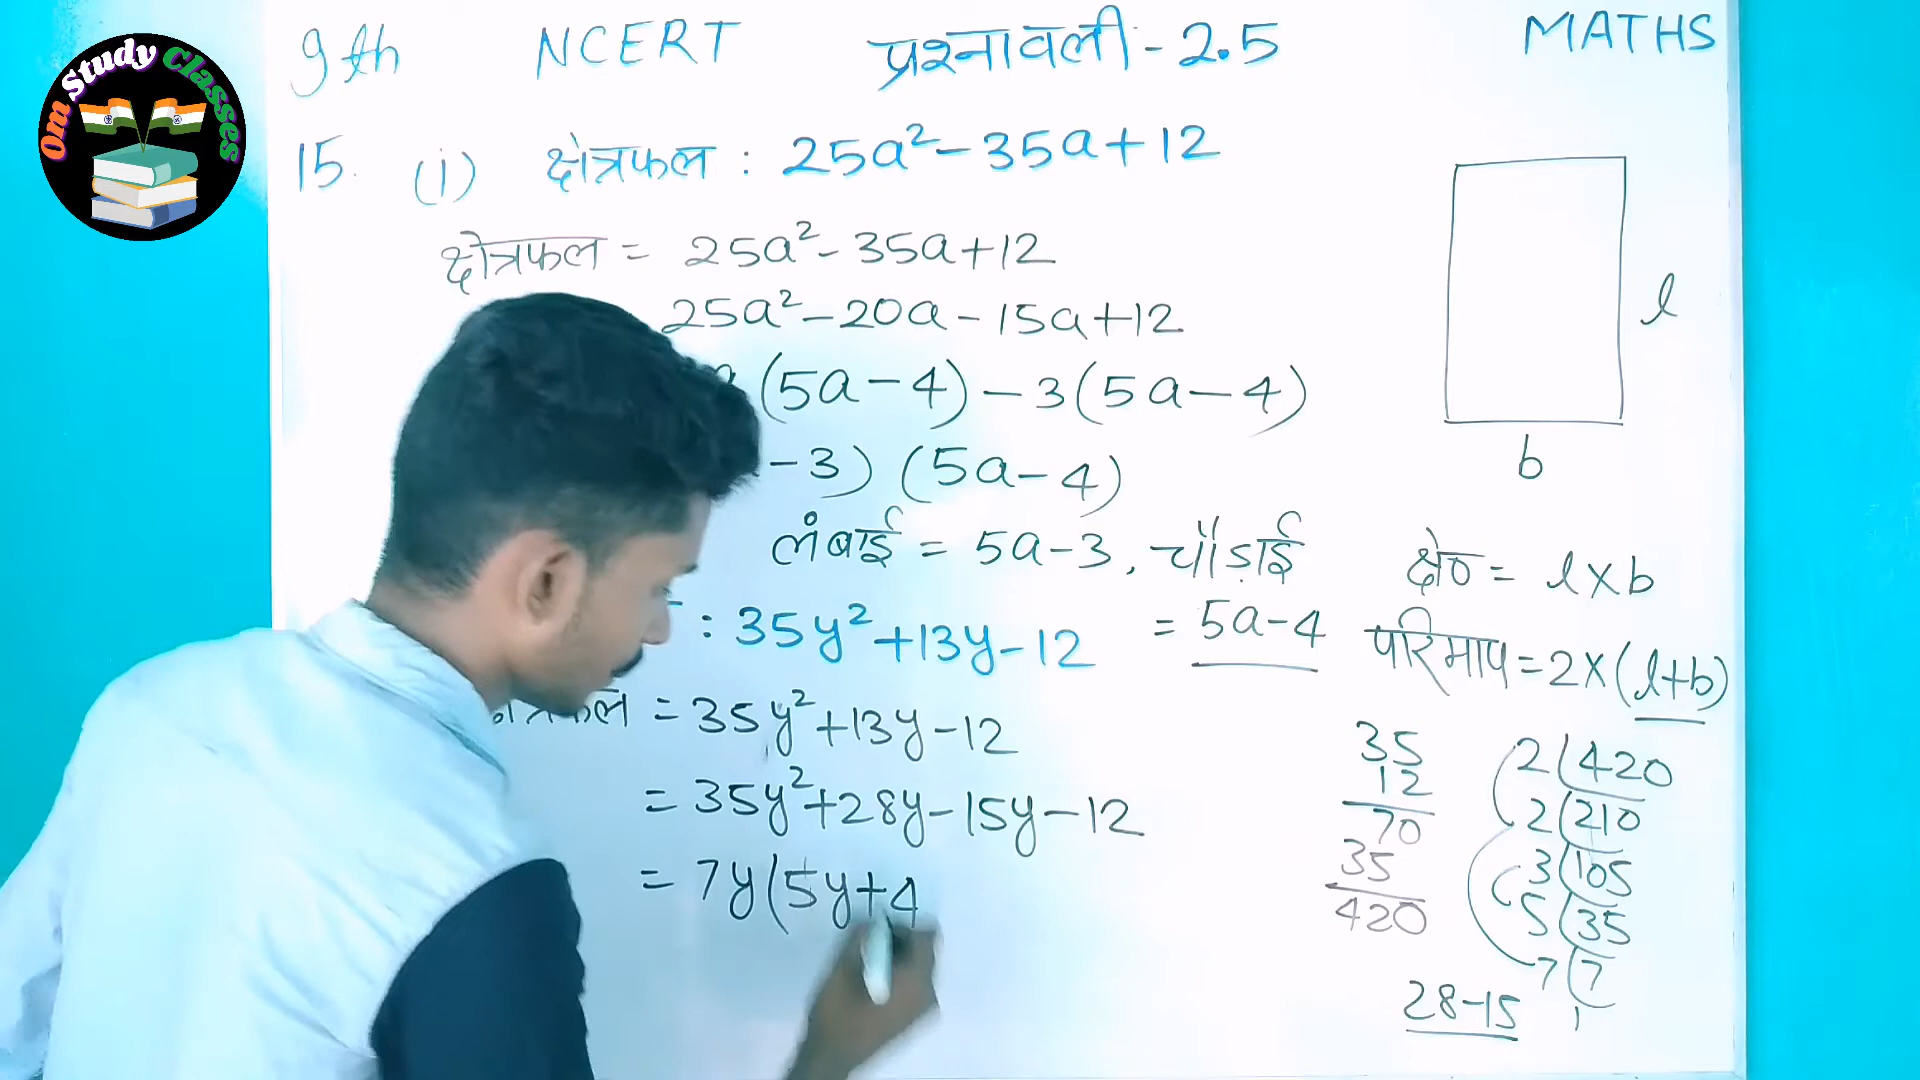 Om Study Classes
9th NCERT प्रश्नावली - 2.5 MATHS
15. (i) क्षेत्रफल : 25a² - 35a + 12
क्षेत्रफल = 25a² - 35a + 12
25a² - 20a - 15a + 12
(5a - 4) - 3(5a - 4)
- 3) (5a - 4)
लंबाई = 5a - 3, चौड़ाई
= 5a - 4
: 35y² + 13y - 12
= 35y² + 13y - 12
= 35y² + 28y - 15y - 12
= 7y(5y + 4
l
b
क्षे० = l × b
परिमाप = 2 × (l + b)
35
12
70
35
420
2 420
2 210
3 105
5 35
7 7
1
28 - 15